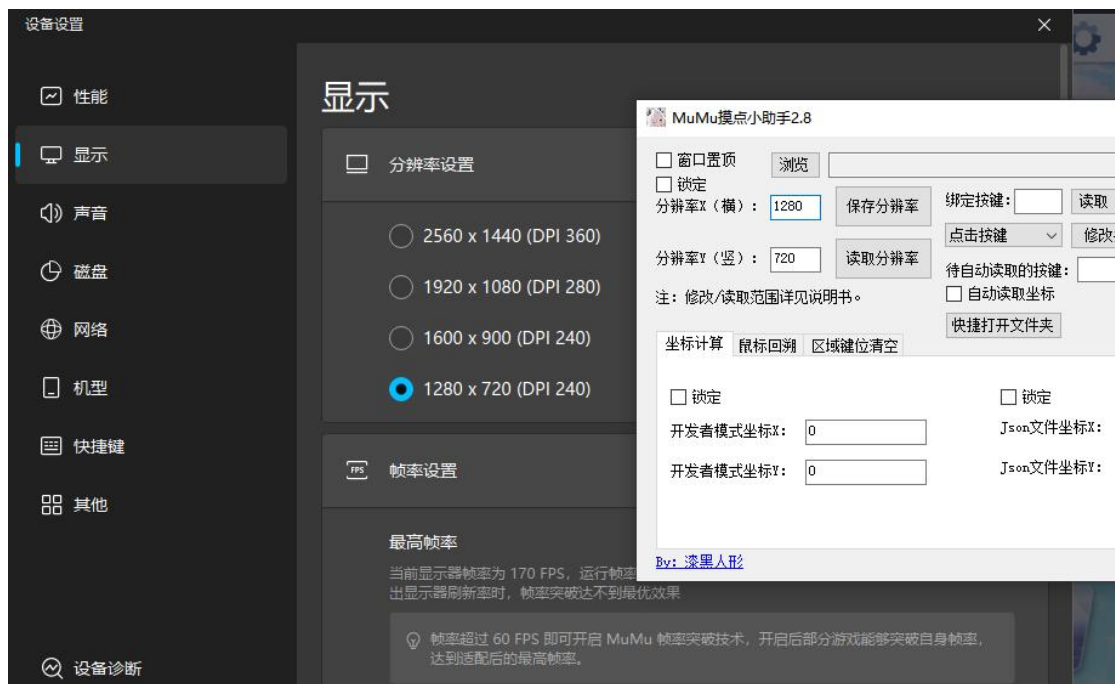 设备设置
性能
显示
声音
磁盘
网络
机型
快捷键
其他
设备诊断
显示
分辨率设置
2560 x 1440 (DPI 360)
1920 x 1080 (DPI 280)
1600 x 900 (DPI 240)
1280 x 720 (DPI 240)
FPS
帧率设置
最高帧率
当前显示器帧率为 170 FPS，运行帧率
出显示器刷新率时，帧率突破达不到最优效果
帧率超过 60 FPS 即可开启 MuMu 帧率突破技术，开启后部分游戏能够突破自身帧率，
达到适配后的最高帧率。
MuMu摸点小助手2.8
窗口置顶
浏览
锁定
分辨率X（横）：
1280
保存分辨率
绑定按键：
读取
点击按键
修改
分辨率Y（竖）：
720
读取分辨率
待自动读取的按键：
自动读取坐标
注：修改/读取范围详见说明书。
快捷打开文件夹
坐标计算
鼠标回溯
区域键位清空
锁定
锁定
开发者模式坐标X：
0
Json文件坐标X：
开发者模式坐标Y：
0
Json文件坐标Y：
By: 漆黑人形